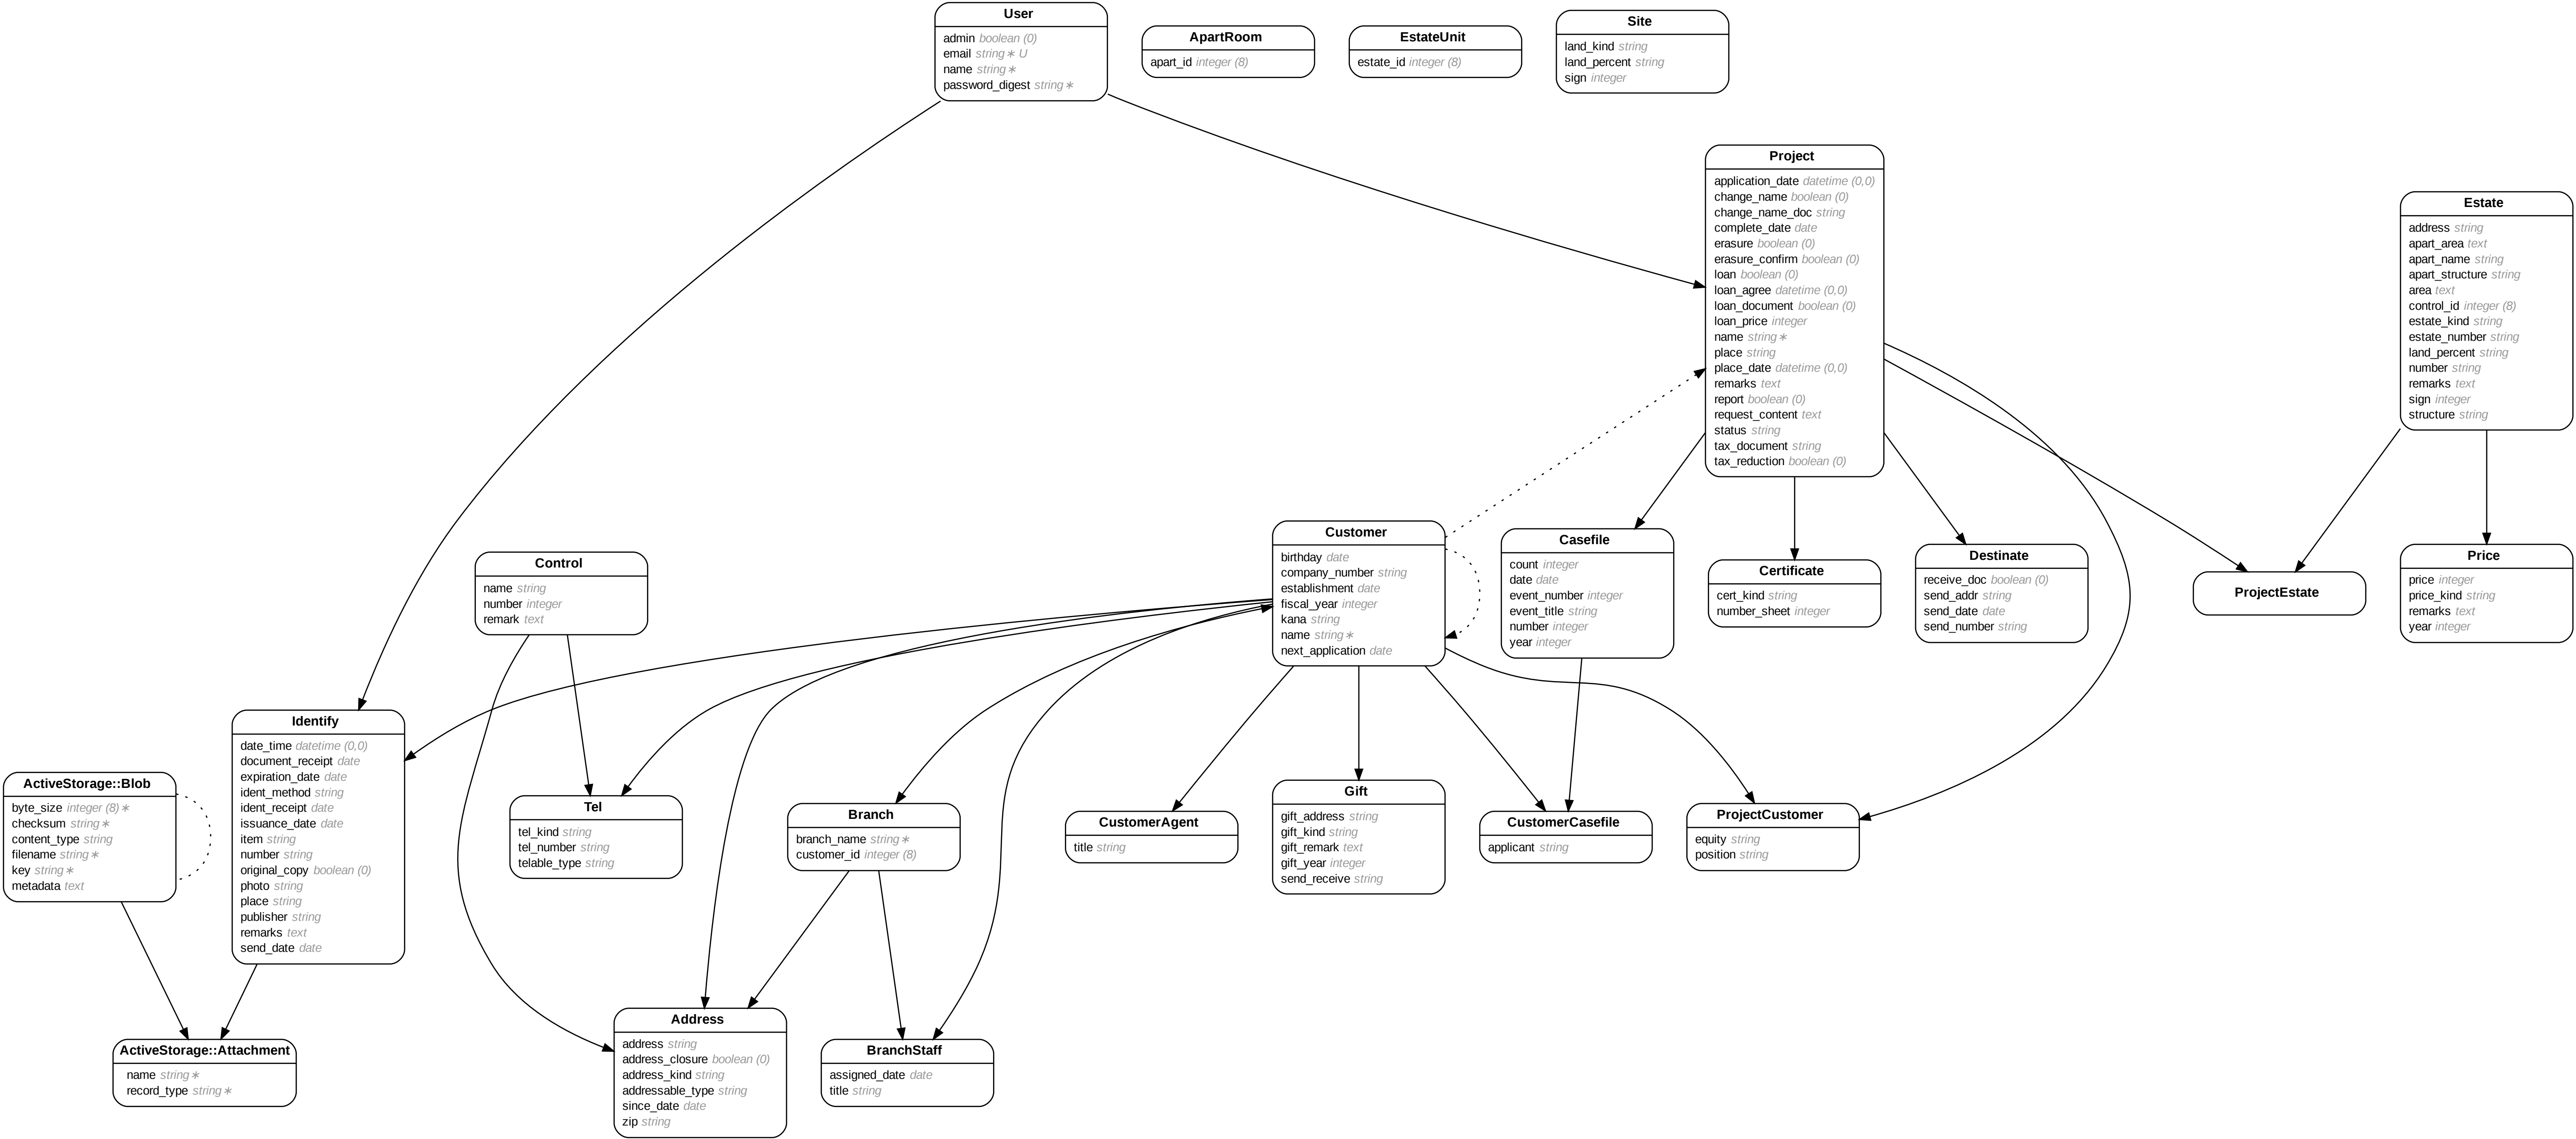 User
admin boolean (0)
email string∗ U
name string∗
password_digest string∗
ApartRoom
apart_id integer (8)
EstateUnit
estate_id integer (8)
Site
land_kind string
land_percent string
sign integer
Project
application_date datetime (0,0)
change_name boolean (0)
change_name_doc string
complete_date date
erasure boolean (0)
erasure_confirm boolean (0)
loan boolean (0)
loan_agree datetime (0,0)
loan_document boolean (0)
loan_price integer
name string∗
place string
place_date datetime (0,0)
remarks text
report boolean (0)
request_content text
status string
tax_document string
tax_reduction boolean (0)
Estate
address string
apart_area text
apart_name string
apart_structure string
area text
control_id integer (8)
estate_kind string
estate_number string
land_percent string
number string
remarks text
sign integer
structure string
Control
name string
number integer
remark text
Customer
birthday date
company_number string
establishment date
fiscal_year integer
kana string
name string∗
next_application date
Casefile
count integer
date date
event_number integer
event_title string
number integer
year integer
Certificate
cert_kind string
number_sheet integer
Destinate
receive_doc boolean (0)
send_addr string
send_date date
send_number string
ProjectEstate
Price
price integer
price_kind string
remarks text
year integer
ActiveStorage::Blob
byte_size integer (8)∗
checksum string∗
content_type string
filename string∗
key string∗
metadata text
Identify
date_time datetime (0,0)
document_receipt date
expiration_date date
ident_method string
ident_receipt date
issuance_date date
item string
number string
original_copy boolean (0)
photo string
place string
publisher string
remarks text
send_date date
Tel
tel_kind string
tel_number string
telable_type string
Branch
branch_name string∗
customer_id integer (8)
CustomerAgent
title string
Gift
gift_address string
gift_kind string
gift_remark text
gift_year integer
send_receive string
CustomerCasefile
applicant string
ProjectCustomer
equity string
position string
ActiveStorage::Attachment
name string∗
record_type string∗
Address
address string
address_closure boolean (0)
address_kind string
addressable_type string
since_date date
zip string
BranchStaff
assigned_date date
title string